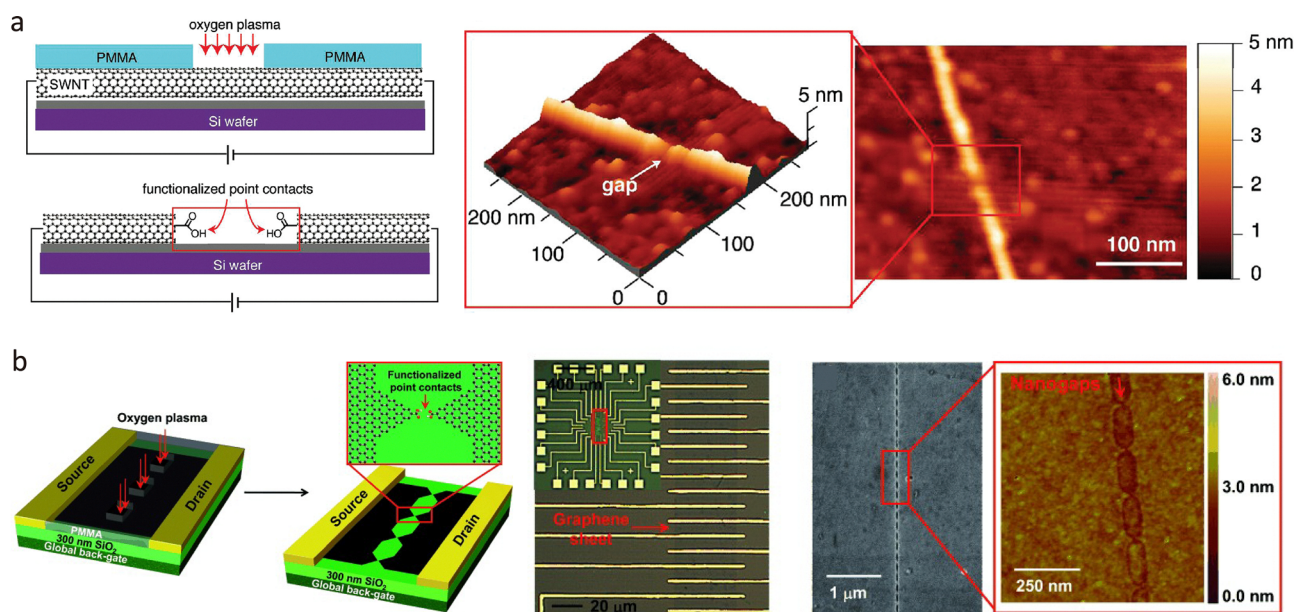 a
oxygen plasma
PMMA
PMMA
SWNT
Si wafer
functionalized point contacts
O
OH
O
HO
Si wafer
gap
5 nm
200 nm
100
0
0
100
200 nm
100 nm
5 nm
4
3
2
1
0
b
Oxygen plasma
Source
Drain
PMMA
300 nm SiO2
Global back-gate
Functionalized
point contacts
Source
Drain
300 nm SiO2
Global back-gate
400 μm
Graphene
sheet
20 μm
1 μm
Nanogaps
250 nm
6.0 nm
3.0 nm
0.0 nm